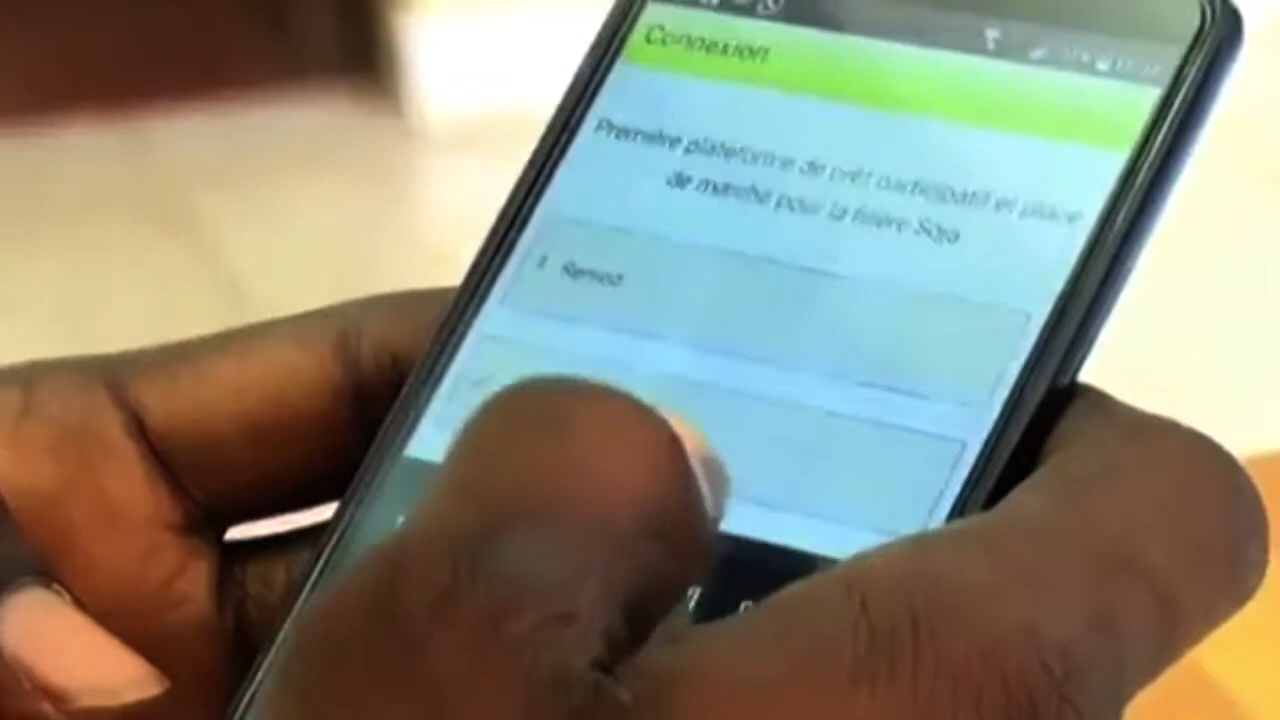 Connexion
Première plateforme de prêt participatif et place
de marché pour la filière Soja